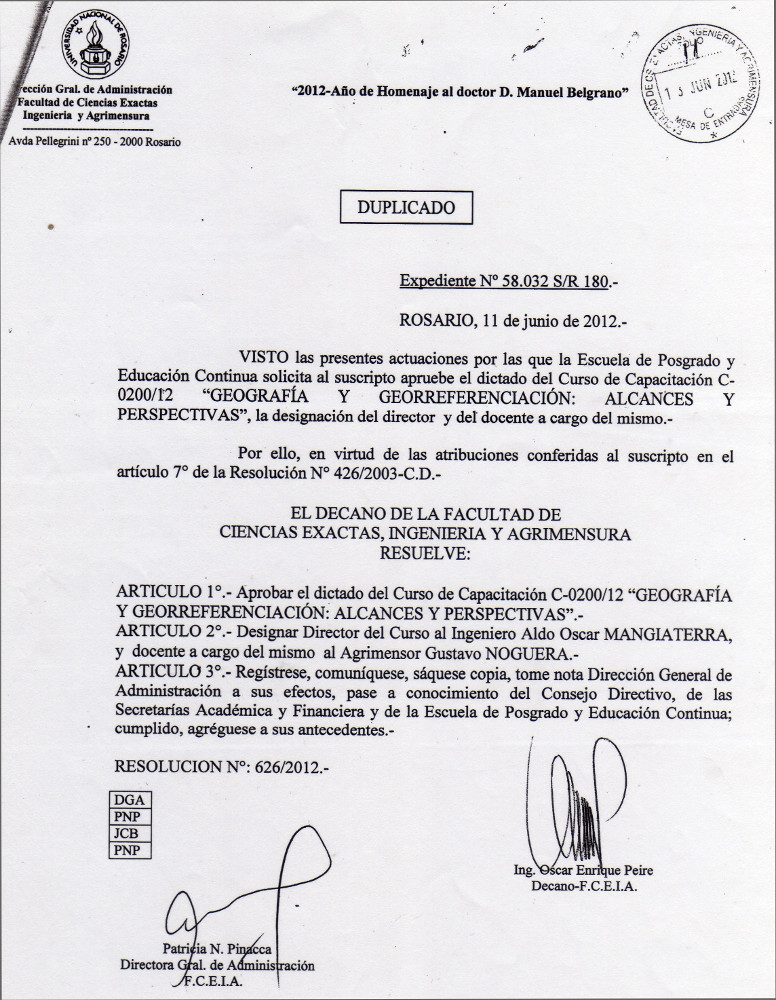 UNIVERSIDAD NACIONAL DE ROSARIO
ección Gral. de Administración
Facultad de Ciencias Exactas
Ingenieria y Agrimensura
Avda Pellegrini nº 250 - 2000 Rosario
“2012-Año de Homenaje al doctor D. Manuel Belgrano”
13 JUN 2012
C
MESA DE ENTRADAS
DUPLICADO
Expediente Nº 58.032 S/R 180.-
ROSARIO, 11 de junio de 2012.-
VISTO las presentes actuaciones por las que la Escuela de Posgrado y
Educación Continua solicita al suscripto apruebe el dictado del Curso de Capacitación C-
0200/12 “GEOGRAFÍA Y GEORREFERENCIACIÓN: ALCANCES Y
PERSPECTIVAS”, la designación del director y del docente a cargo del mismo.-
Por ello, en virtud de las atribuciones conferidas al suscripto en el
artículo 7° de la Resolución N° 426/2003-C.D.-
EL DECANO DE LA FACULTAD DE
CIENCIAS EXACTAS, INGENIERIA Y AGRIMENSURA
RESUELVE:
ARTICULO 1°.- Aprobar el dictado del Curso de Capacitación C-0200/12 “GEOGRAFÍA
Y GEORREFERENCIACIÓN: ALCANCES Y PERSPECTIVAS”.-
ARTICULO 2°.- Designar Director del Curso al Ingeniero Aldo Oscar MANGIATERRA,
y docente a cargo del mismo al Agrimensor Gustavo NOGUERA.-
ARTICULO 3°.- Regístrese, comuníquese, sáquese copia, tome nota Dirección General de
Administración a sus efectos, pase a conocimiento del Consejo Directivo, de las
Secretarías Académica y Financiera y de la Escuela de Posgrado y Educación Continua;
cumplido, agréguese a sus antecedentes.-
RESOLUCION N°: 626/2012.-
DGA
PNP
JCB
PNP
Ing. Oscar Enrique Peire
Decano-F.C.E.I.A.
Patricia N. Pinacca
Directora Gral. de Administración
F.C.E.I.A.